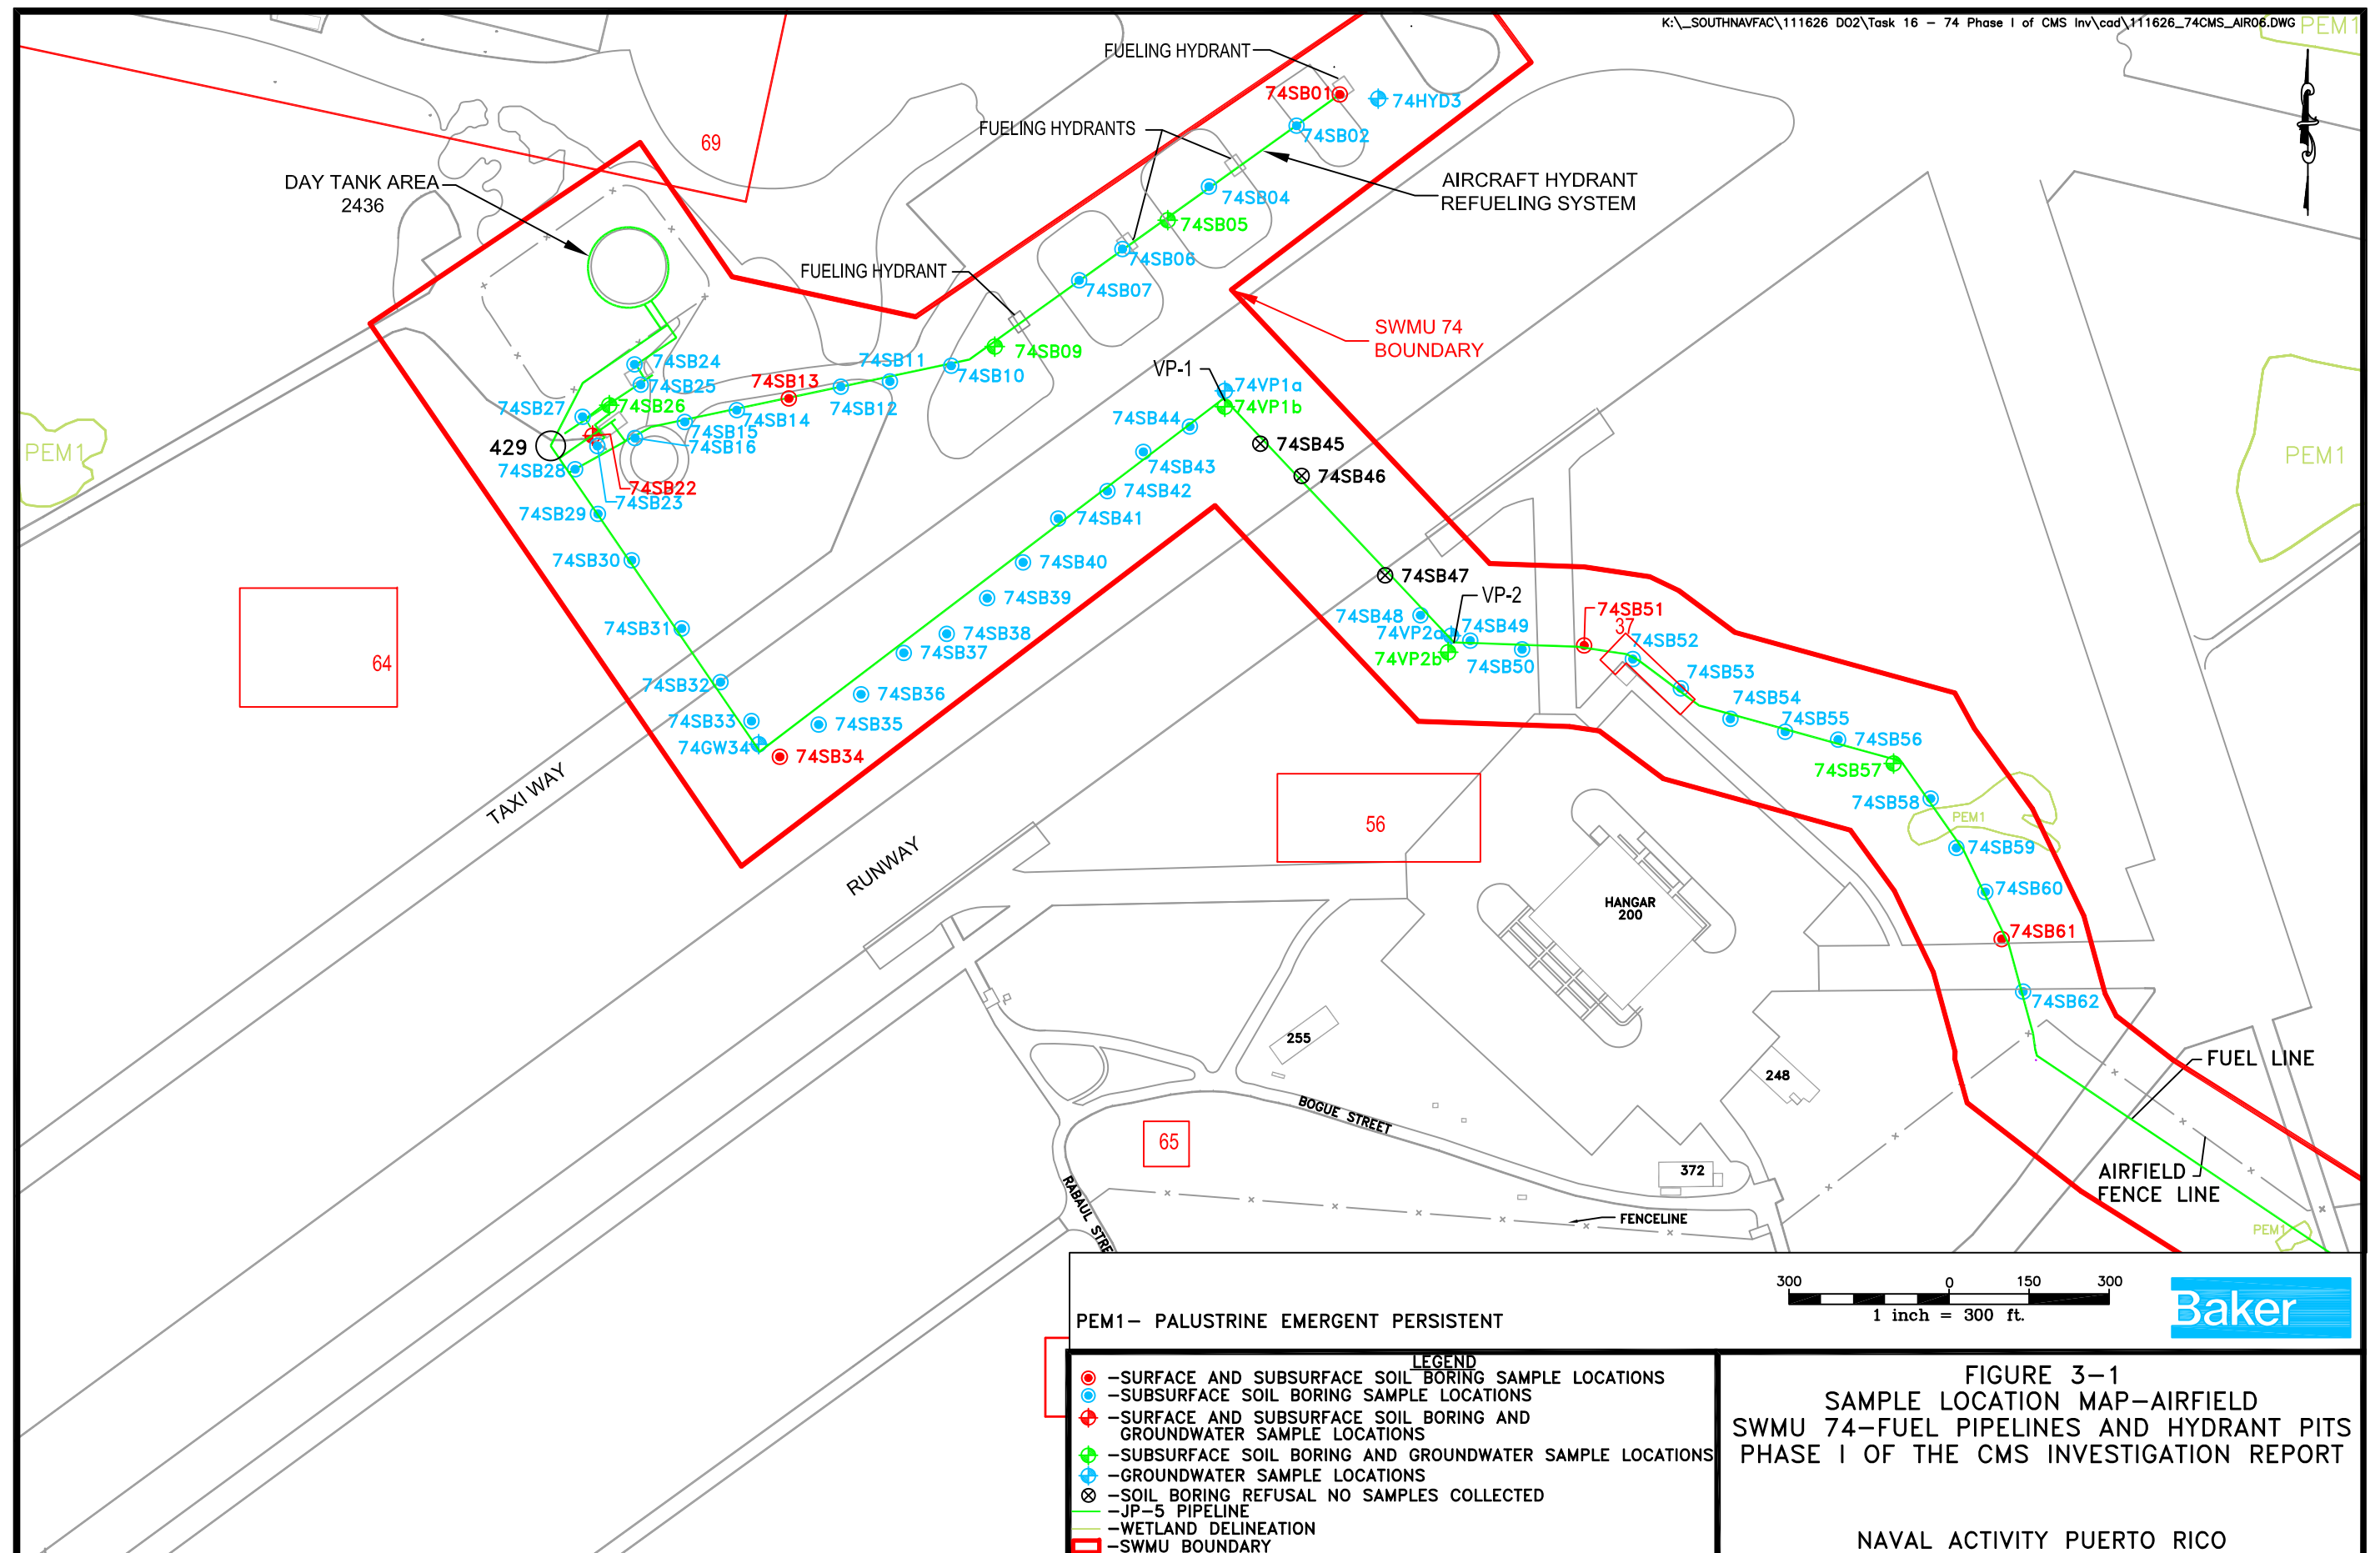 K:\_SOUTHNAVFAC\111626 DO2\Task 16 - 74 Phase I of CMS Inv\cad\111626_74CMS_AIR06.DWG
PEM1
FUELING HYDRANT
74SB01
74HYD3
FUELING HYDRANTS
74SB02
69
DAY TANK AREA
2436
AIRCRAFT HYDRANT
REFUELING SYSTEM
74SB04
74SB05
74SB06
FUELING HYDRANT
74SB07
SWMU 74
BOUNDARY
74SB09
74SB24
74SB11
74SB10
74SB25
74SB13
VP-1
74VP1a
74SB26
74SB12
74VP1b
74SB27
74SB14
74SB44
74SB15
429
74SB16
74SB45
PEM1
PEM1
74SB43
74SB28
74SB46
74SB22
74SB42
74SB23
74SB29
74SB41
74SB30
74SB40
74SB47
74SB39
VP-2
74SB51
74SB48
37
74SB31
74SB38
74VP2a
74SB49
74SB52
74SB37
74VP2b
74SB50
64
74SB32
74SB53
74SB36
74SB54
74SB33
74SB35
74SB55
74GW34
74SB56
74SB34
74SB57
TAXI WAY
74SB58
56
PEM1
RUNWAY
74SB59
74SB60
HANGAR
200
74SB61
74SB62
255
FUEL LINE
248
BOGUE STREET
65
372
AIRFIELD
FENCE LINE
RABAUL STRE
FENCELINE
PEM1
300 0 150 300
1 inch = 300 ft.
Baker
PEM1- PALUSTRINE EMERGENT PERSISTENT
LEGEND
-SURFACE AND SUBSURFACE SOIL BORING SAMPLE LOCATIONS
-SUBSURFACE SOIL BORING SAMPLE LOCATIONS
-SURFACE AND SUBSURFACE SOIL BORING AND
GROUNDWATER SAMPLE LOCATIONS
-SUBSURFACE SOIL BORING AND GROUNDWATER SAMPLE LOCATIONS
-GROUNDWATER SAMPLE LOCATIONS
-SOIL BORING REFUSAL NO SAMPLES COLLECTED
-JP-5 PIPELINE
-WETLAND DELINEATION
-SWMU BOUNDARY
FIGURE 3-1
SAMPLE LOCATION MAP-AIRFIELD
SWMU 74-FUEL PIPELINES AND HYDRANT PITS
PHASE I OF THE CMS INVESTIGATION REPORT
NAVAL ACTIVITY PUERTO RICO